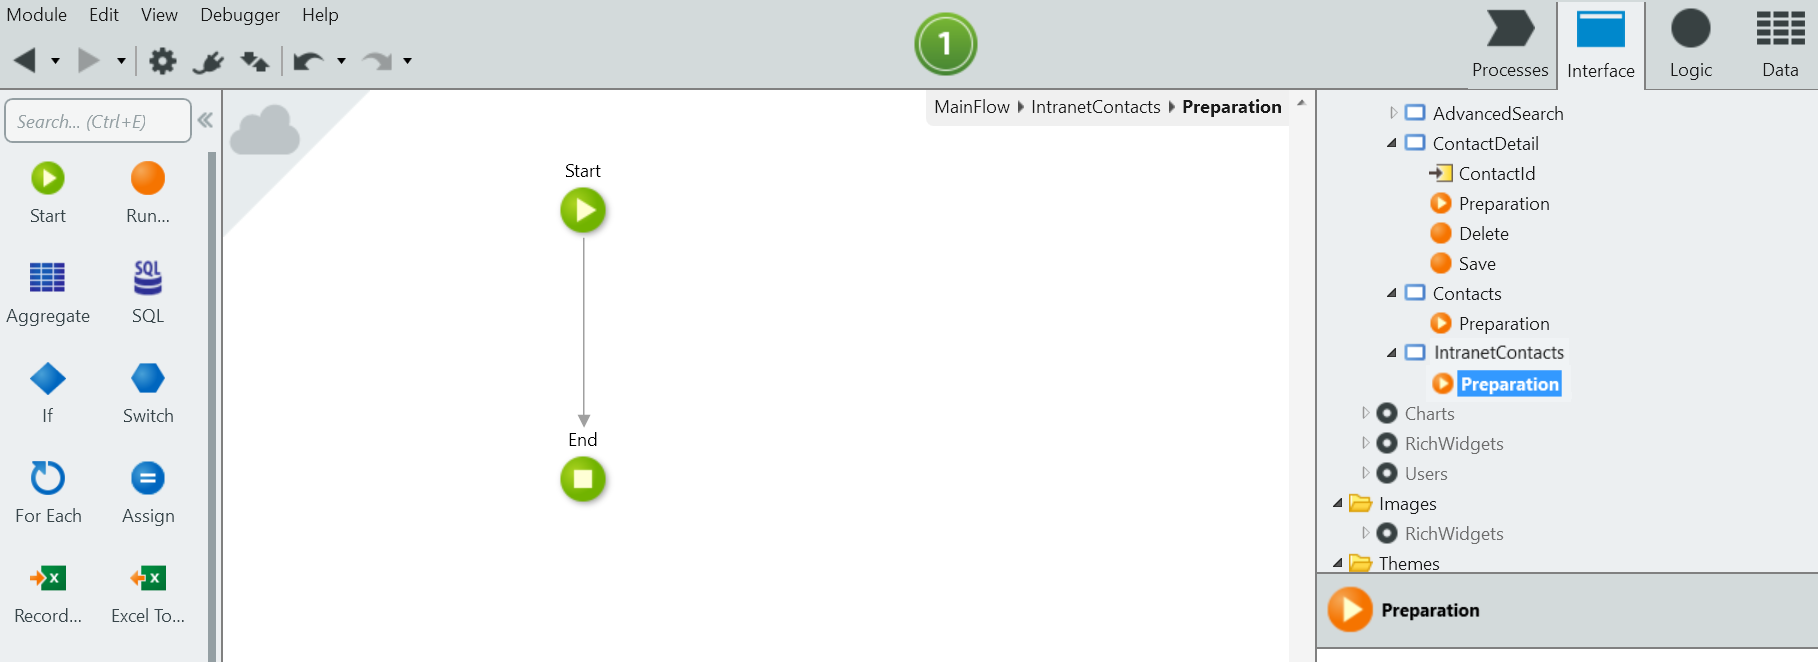 Module Edit View Debugger Help
1
Processes Interface Logic Data
Search... (Ctrl+E)
Start Run...
Aggregate SQL
SQL
If Switch
For Each Assign
Record... Excel To...
MainFlow IntranetContacts Preparation
Start
End
AdvancedSearch
ContactDetail
ContactId
Preparation
Delete
Save
Contacts
Preparation
IntranetContacts
Preparation
Charts
RichWidgets
Users
Images
RichWidgets
Themes
Preparation